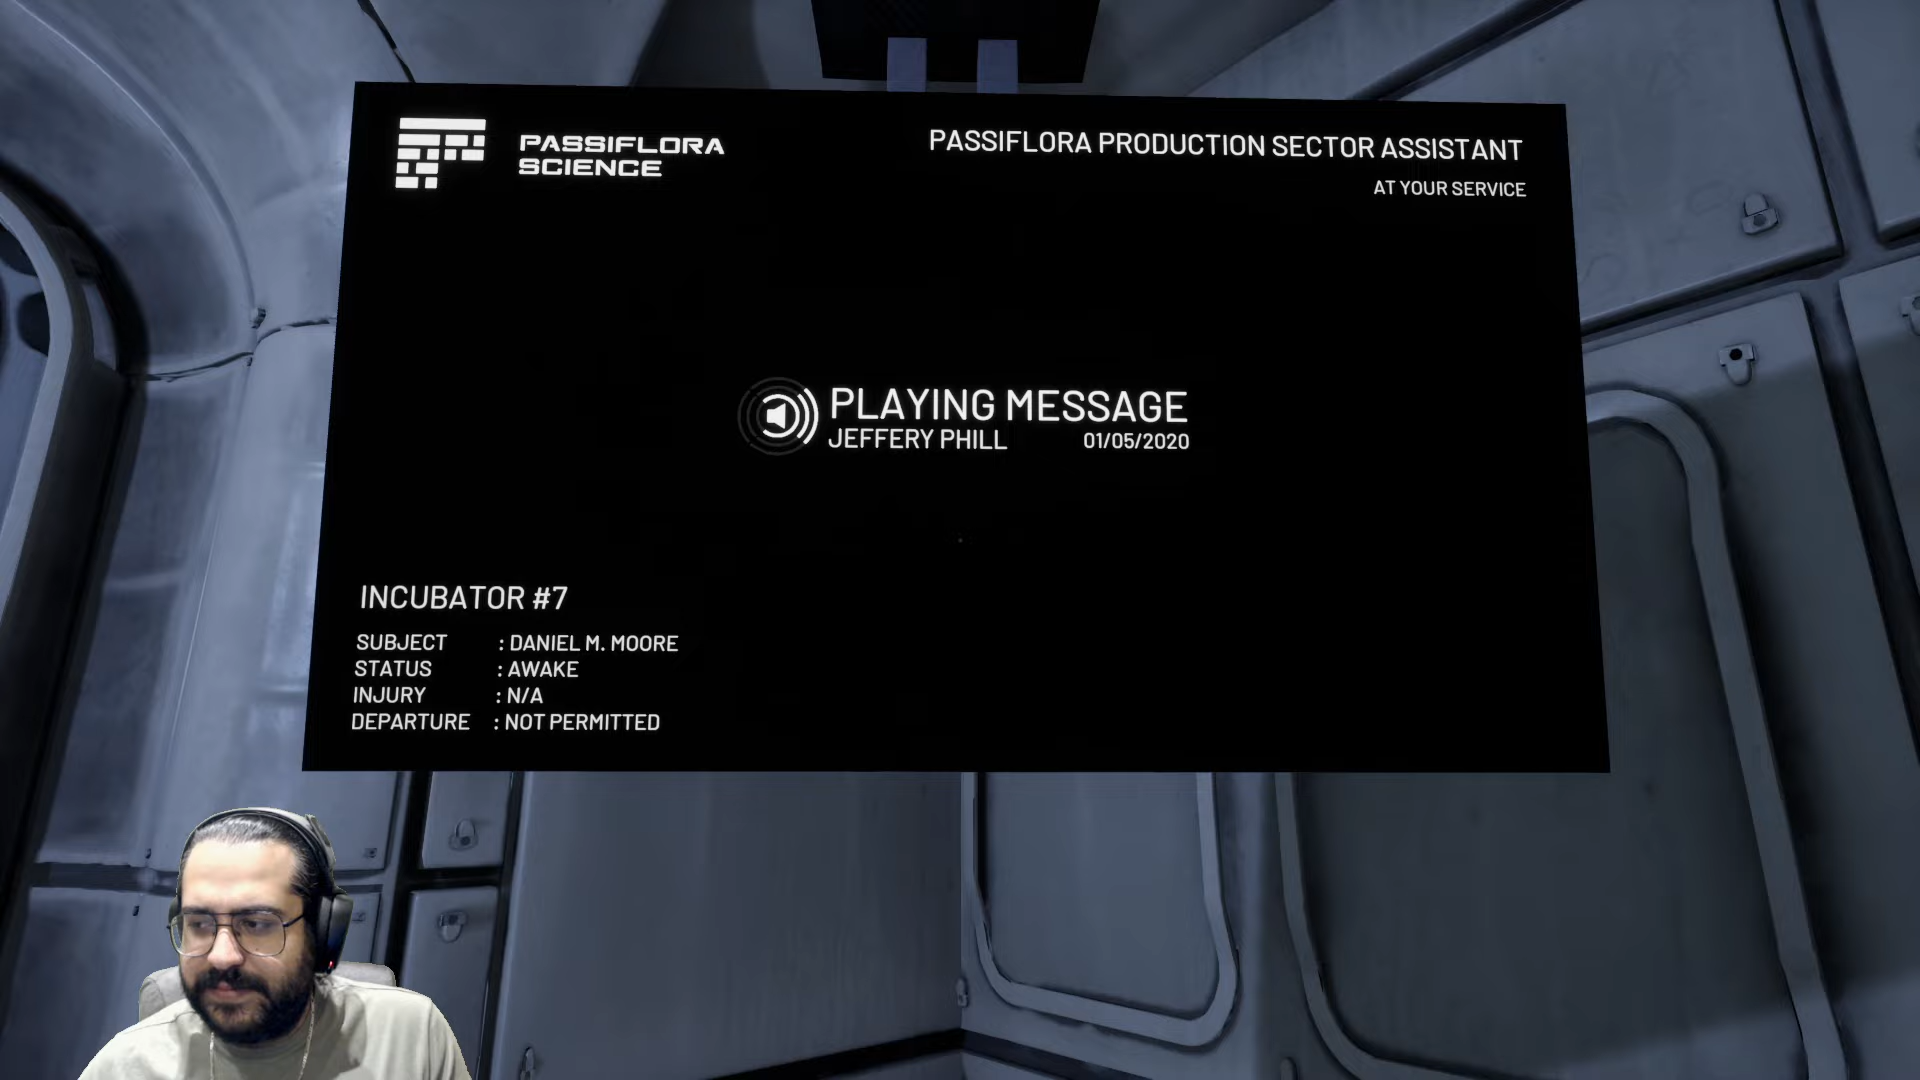 PASSIFLORA
SCIENCE
PASSIFLORA PRODUCTION SECTOR ASSISTANT
AT YOUR SERVICE
PLAYING MESSAGE
JEFFERY PHILL 01/05/2020
INCUBATOR #7
SUBJECT : DANIEL M. MOORE
STATUS : AWAKE
INJURY : N/A
DEPARTURE : NOT PERMITTED